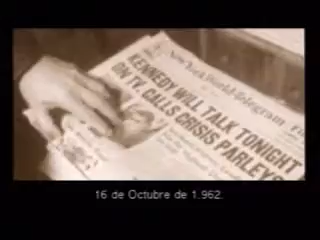 New York World-Telegram
KENNEDY WILL TALK TONIGHT
ON TV, CALLS CRISIS PARLEYS
16 de Octubre de 1.962.